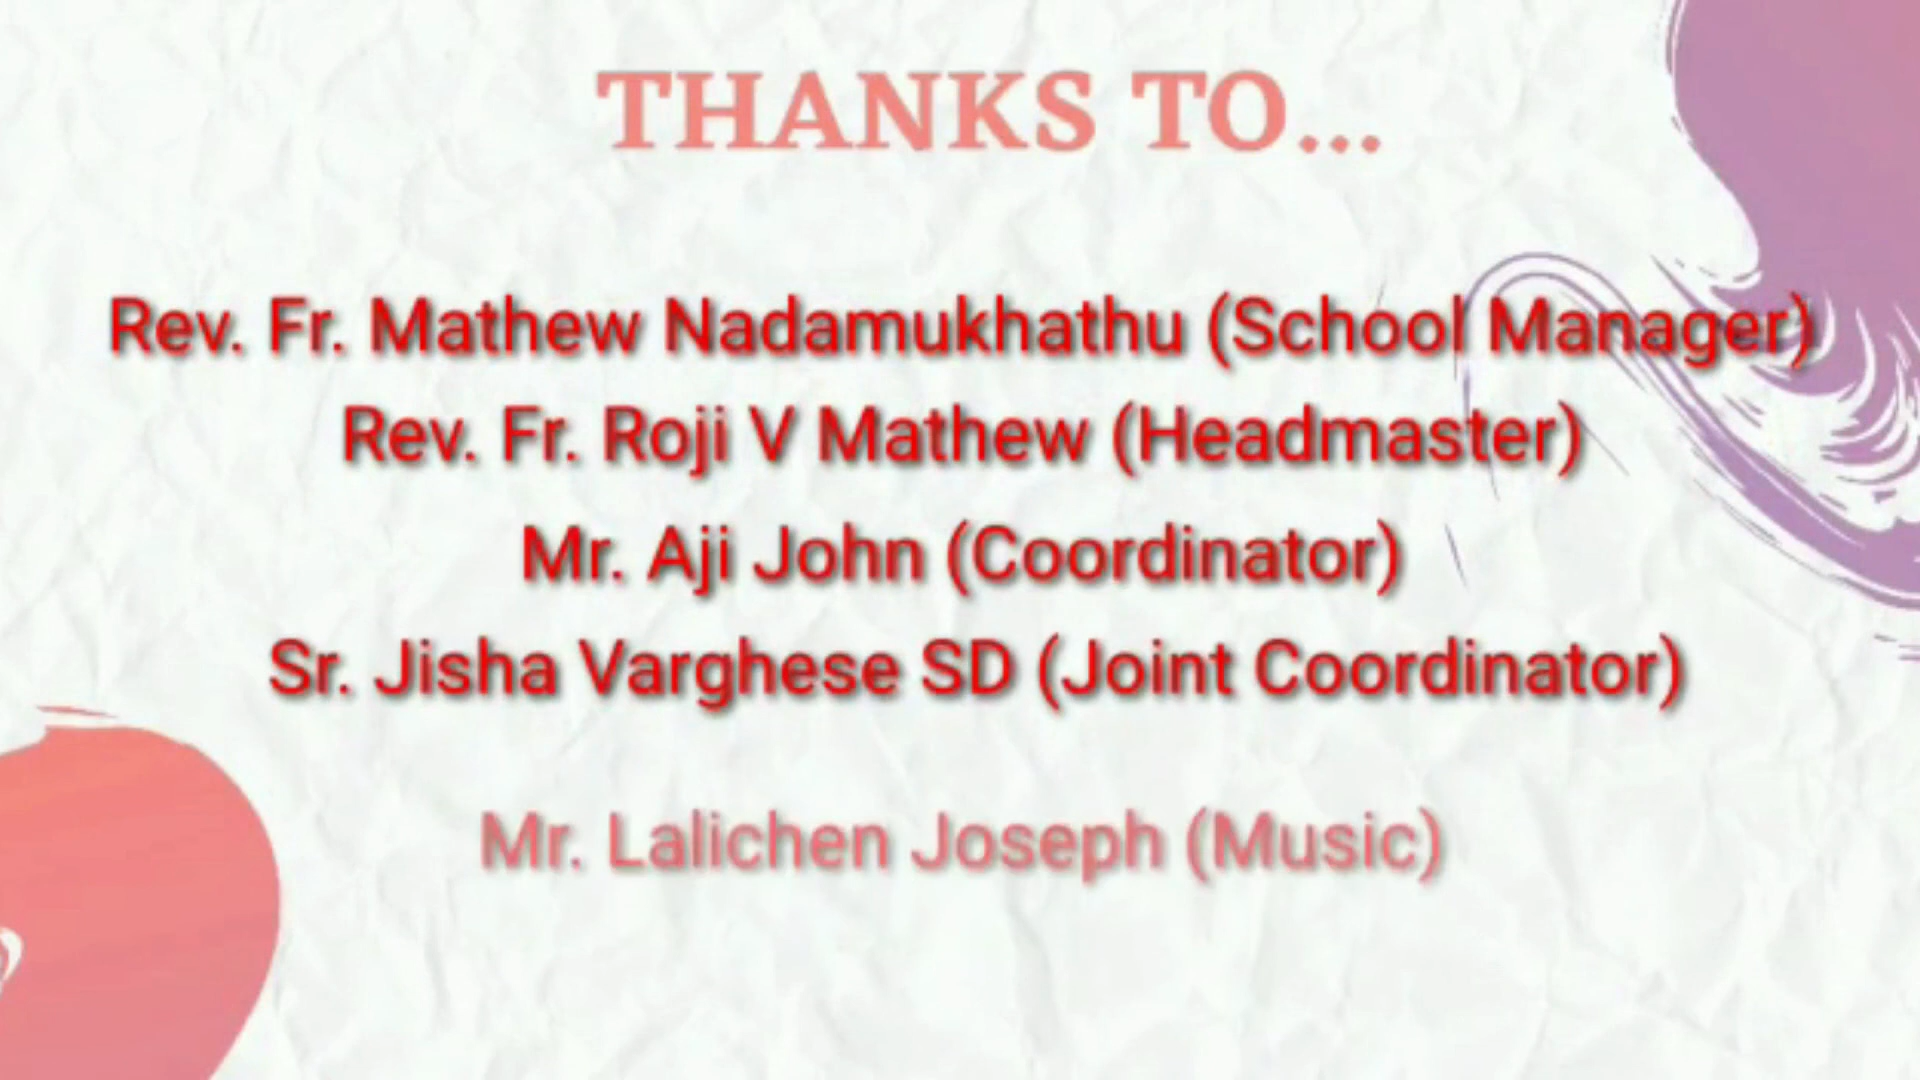 THANKS TO...
Rev. Fr. Mathew Nadamukhathu (School Manager)
Rev. Fr. Roji V Mathew (Headmaster)
Mr. Aji John (Coordinator)
Sr. Jisha Varghese SD (Joint Coordinator)
Mr. Lalichen Joseph (Music)